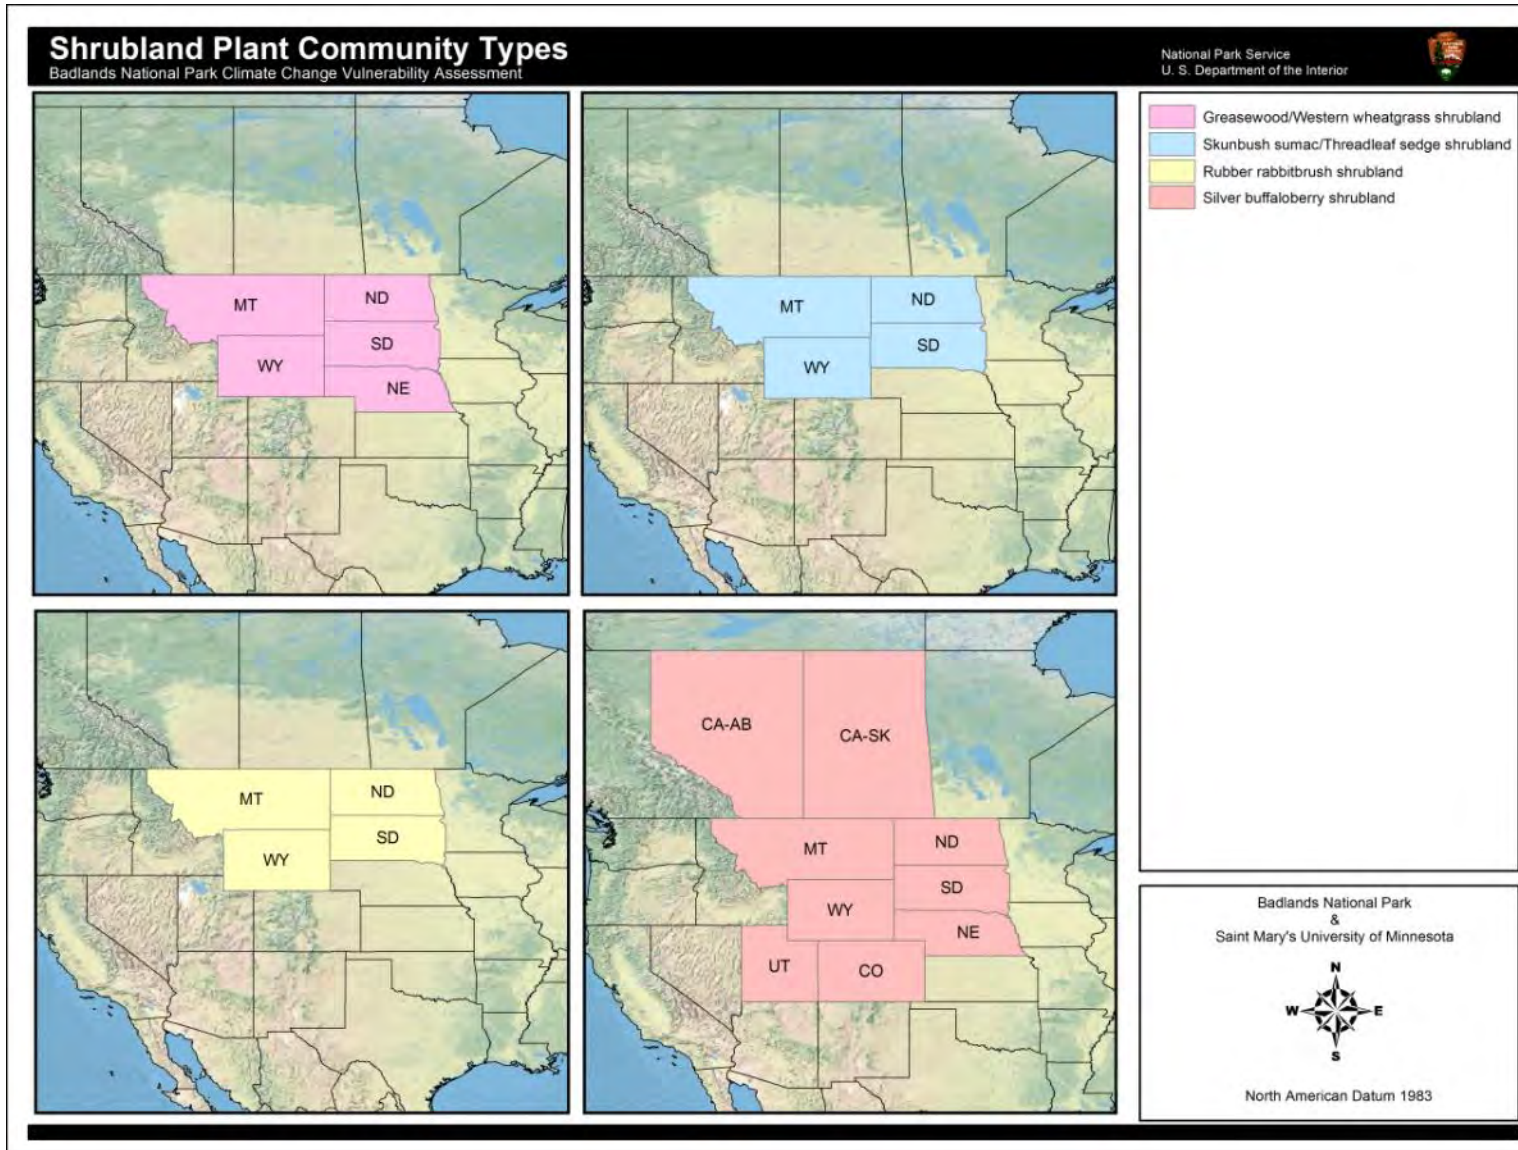 Shrubland Plant Community Types
Badlands National Park Climate Change Vulnerability Assessment
National Park Service
U. S. Department of the Interior
MT
ND
SD
WY
NE
MT
ND
SD
WY
Greasewood/Western wheatgrass shrubland
Skunbush sumac/Threadleaf sedge shrubland
Rubber rabbitbrush shrubland
Silver buffaloberry shrubland
MT
ND
SD
WY
CA-AB
CA-SK
MT
ND
SD
WY
NE
UT
CO
Badlands National Park
&
Saint Mary's University of Minnesota
N
W E
S
North American Datum 1983